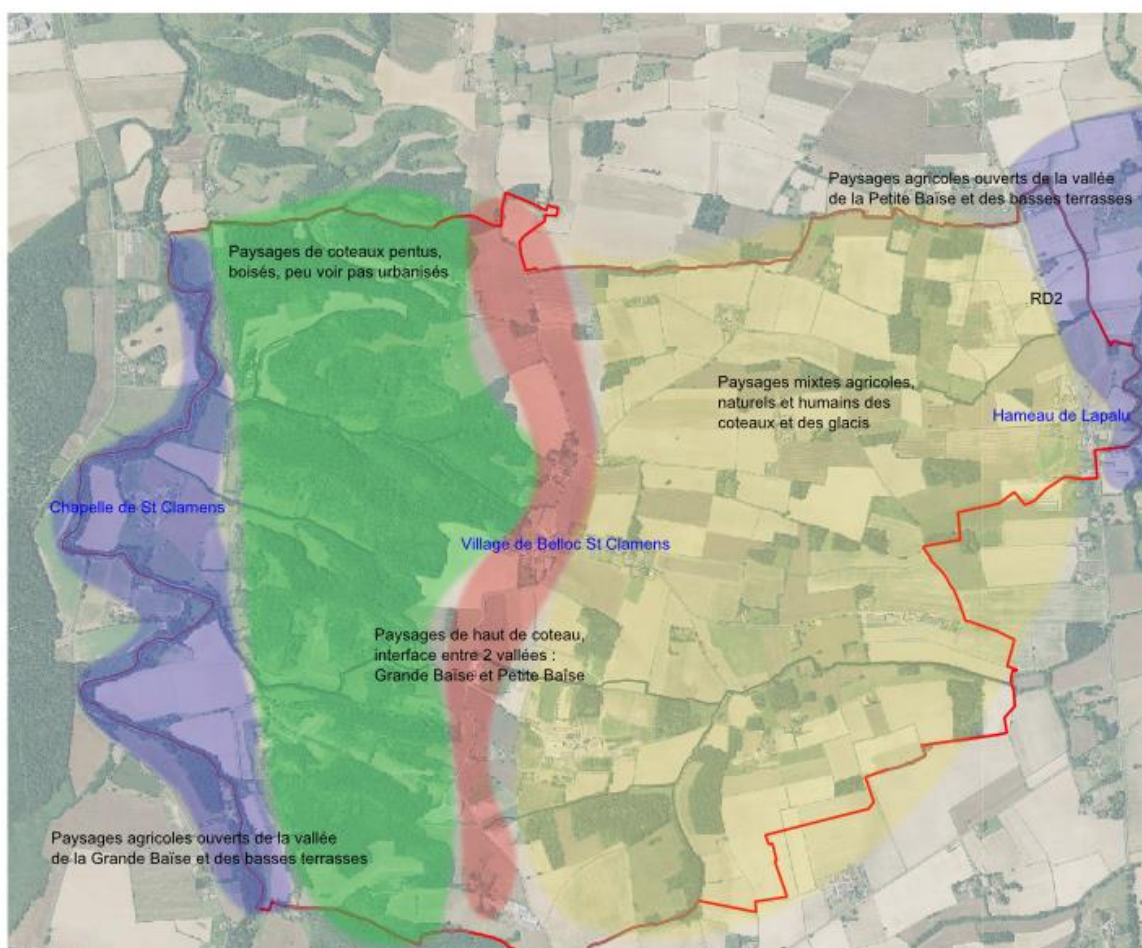 Paysages agricoles ouverts de la vallée
de la Petite Baïse et des basses terrasses
Paysages de coteaux pentus,
boisés, peu voir pas urbanisés
RD2
Paysages mixtes agricoles,
naturels et humains des
coteaux et des glacis
Hameau de Lapalu
Chapelle de St Clamens
Village de Belloc St Clamens
Paysages de haut de coteau,
interface entre 2 vallées :
Grande Baïse et Petite Baïse
Paysages agricoles ouverts de la vallée
de la Grande Baïse et des basses terrasses